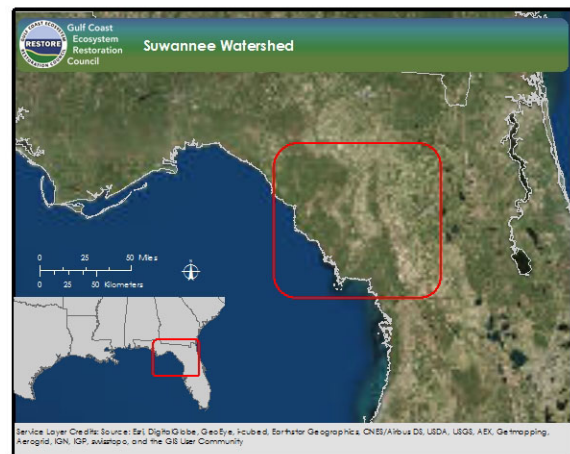 Gulf Coast
Ecosystem
Restoration
Council
RESTORE
Suwannee Watershed
0 25 50 Miles
0 25 50 Kilometers
Service Layer Credits: Source: Esri, DigitalGlobe, GeoEye, i-cubed, Earthstar Geographics, CNES/Airbus DS, USDA, USGS, AEX, Getmapping,
Aerogrid, IGN, IGP, swisstopo, and the GIS User Community